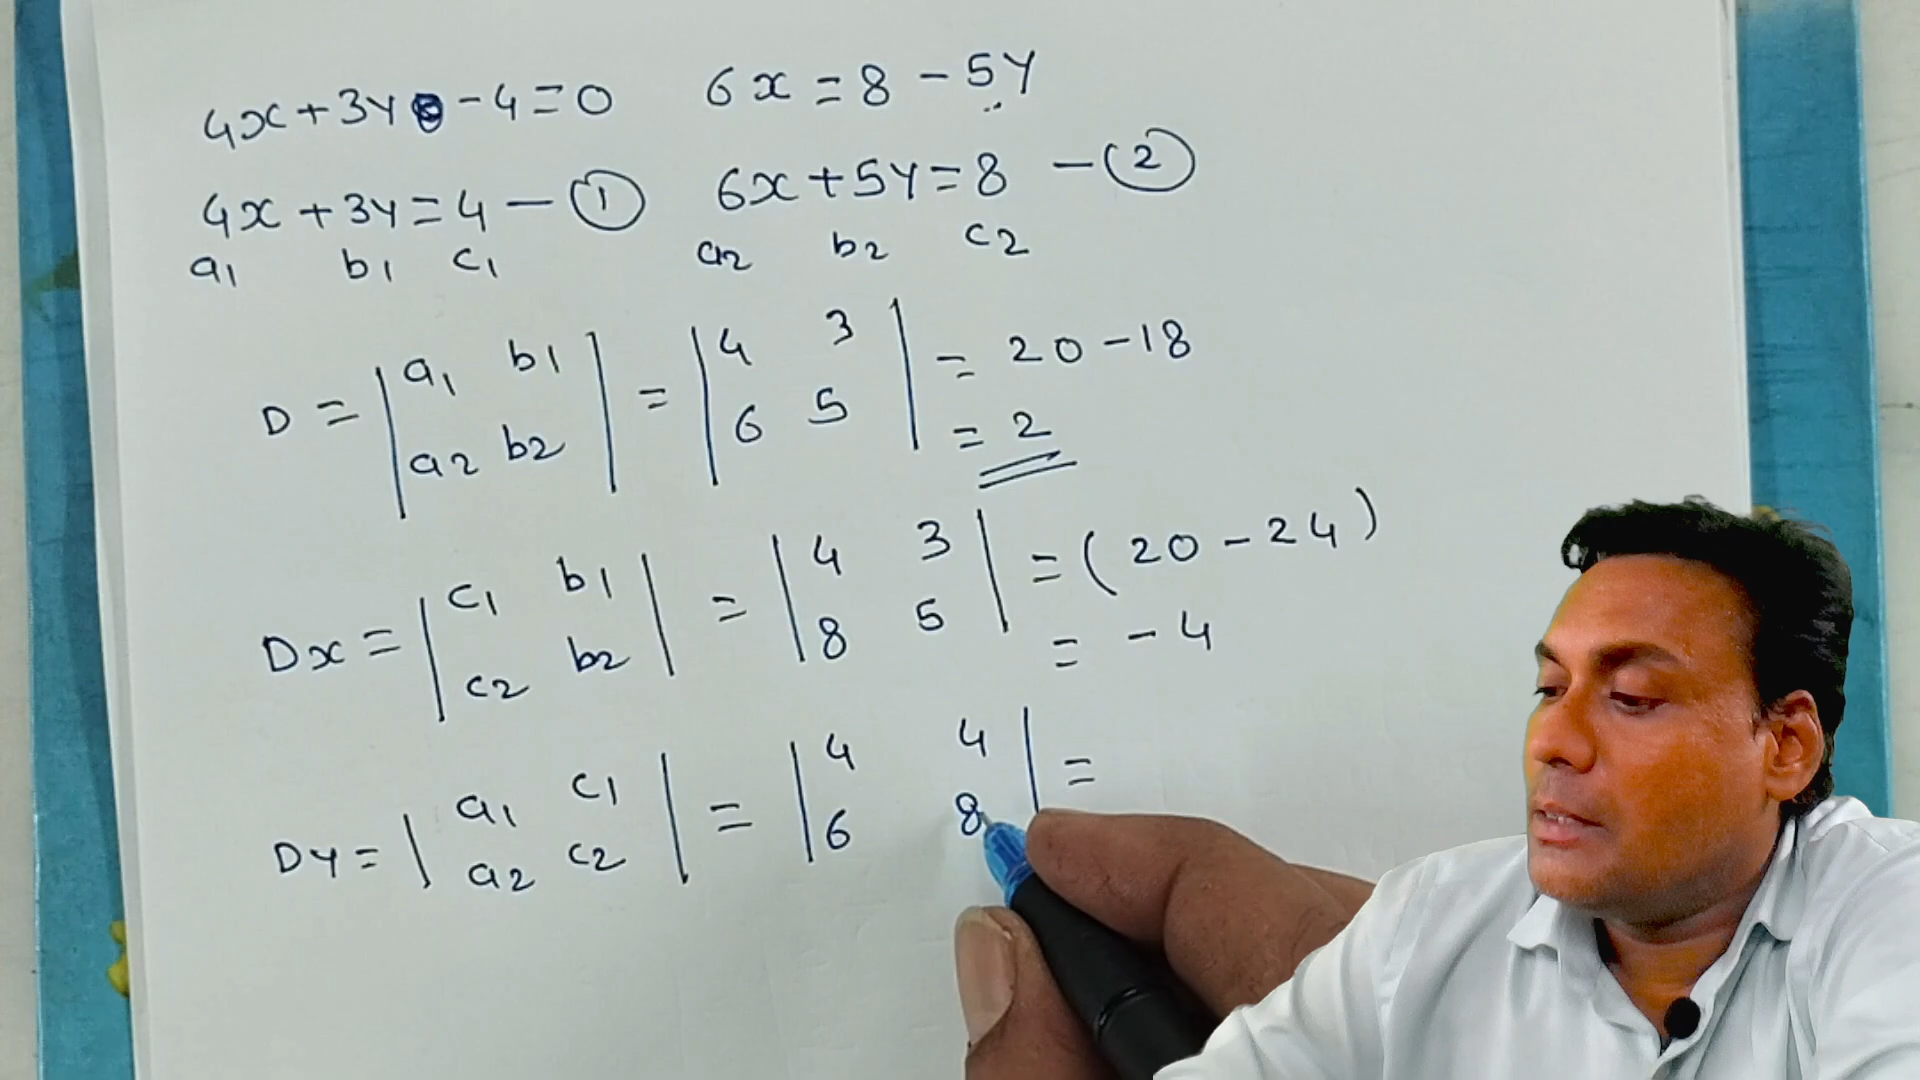 4x+3y -4=0 6x=8-5y
4x+3y=4-① 6x+5y=8 -②
a1 b1 c1 a2 b2 c2
D = | a1 b1 | = | 4 3 | = 20-18
a2 b2 6 5 = 2
Dx = | c1 b1 | = | 4 3 | = (20-24)
c2 b2 8 5 = -4
Dy = | a1 c1 | = | 4 4 | =
a2 c2 6 8